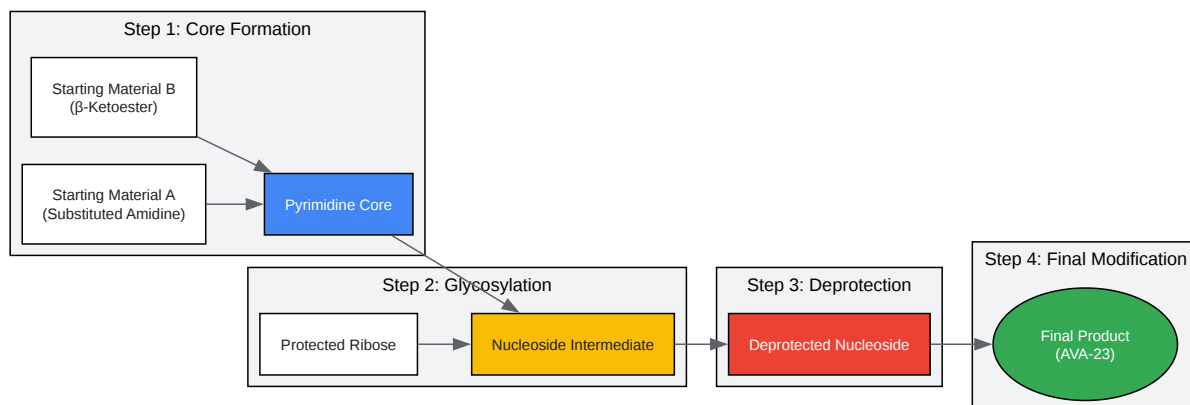 Step 1: Core Formation
Starting Material B
(β-Ketoester)
Starting Material A
(Substituted Amidine)
Pyrimidine Core
Step 2: Glycosylation
Protected Ribose
Nucleoside Intermediate
Step 3: Deprotection
Deprotected Nucleoside
Step 4: Final Modification
Final Product
(AVA-23)